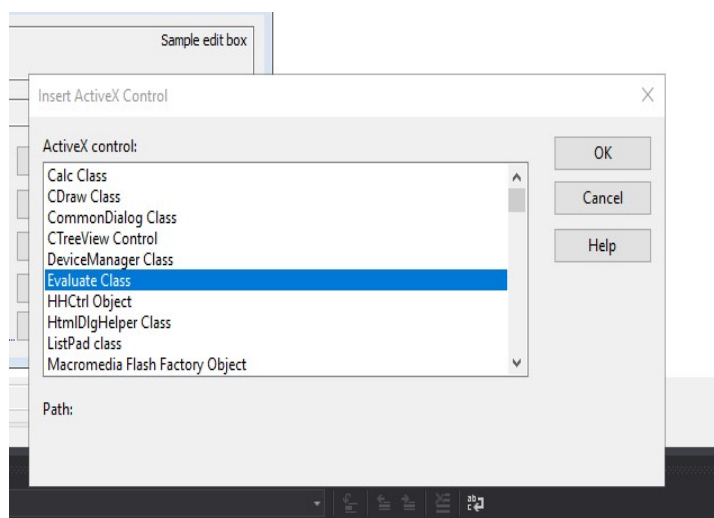 Sample edit box
Insert ActiveX Control
ActiveX control:
OK
Calc Class
CDraw Class
Cancel
CommonDialog Class
CTreeView Control
Help
DeviceManager Class
Evaluate Class
HHCtrl Object
HtmlDlgHelper Class
ListPad class
Macromedia Flash Factory Object
Path: